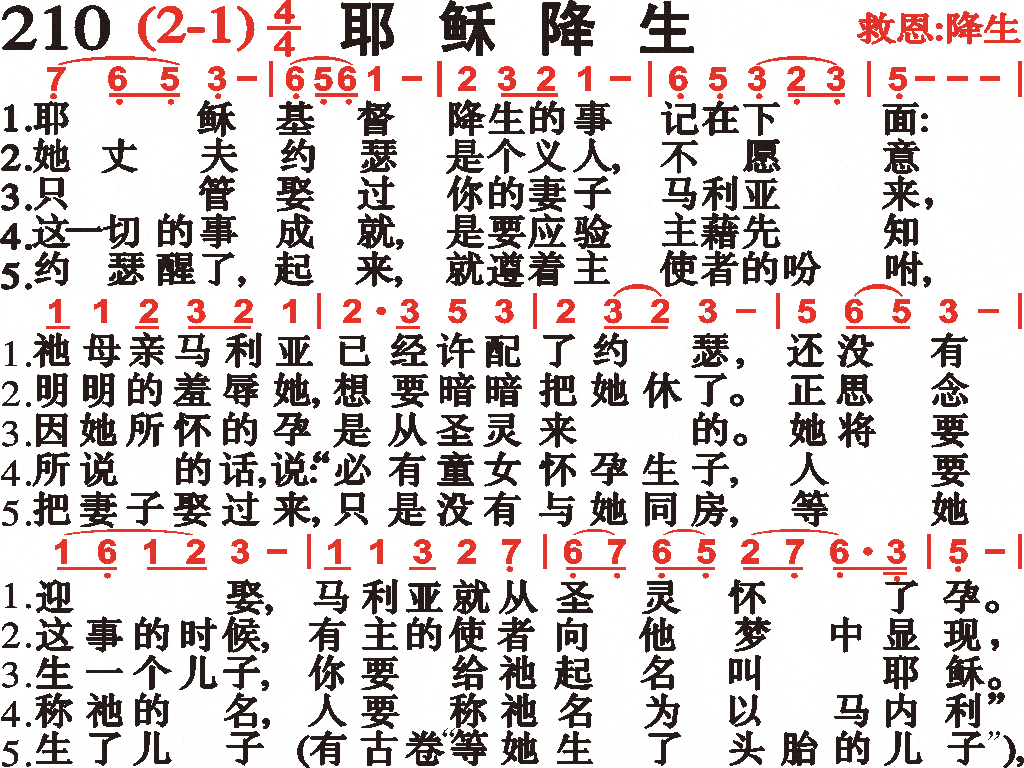 210 (2-1) 4/4 耶稣降生 救恩:降生
7 6 5 3 - | 6 5 6 1 - | 2 3 2 1 - | 6 5 3 2 3 | 5 - - - |
1.耶 稣 基 督 降生的事 记在下 面:
2.她 丈 夫 约 瑟 是个义人, 不 愿 意
3.只 管 娶 过 你的妻子 马利亚 来,
4.这一切的事 成 就, 是要应验 主藉先 知
5.约 瑟醒了, 起 来, 就遵着主 使者的吩 咐,
1 1 2 3 2 1 | 2 · 3 5 3 | 2 3 2 3 - | 5 6 5 3 - |
1.祂母亲马利亚已经许配了约 瑟, 还没 有
2.明明的羞辱她,想要暗暗把她休了。 正思 念
3.因她所怀的孕是从圣灵来 的。 她将 要
4.所说 的话,说:“必有童女怀孕生子, 人 要
5.把妻子娶过来,只是没有与她同房, 等 她
1 6 1 2 3 - | 1 1 3 2 7 | 6 7 6 5 2 7 6 · 3 | 5 - |
1.迎 娶, 马利亚就从圣 灵 怀 了 孕。
2.这事的时候, 有主的使者向 他 梦 中 显 现,
3.生一个儿子, 你要 给祂起 名 叫 耶 稣。
4.称祂的 名, 人要 称祂名 为 以 马内利”
5.生了儿 子 (有古卷“等她生 了 头胎的儿子”),